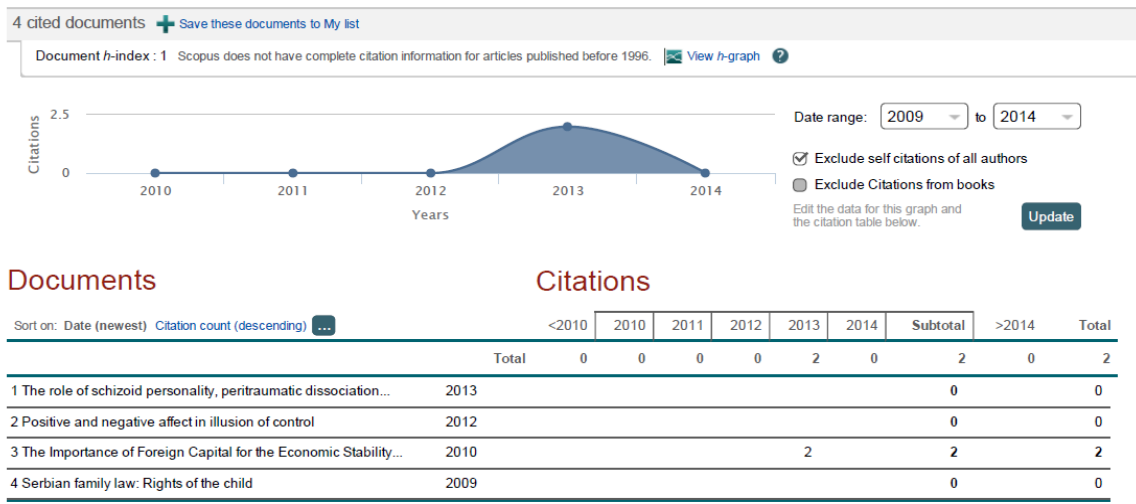 4 cited documents Save these documents to My list
Document h-index : 1 Scopus does not have complete citation information for articles published before 1996. View h-graph ?
Citations
2.5
0
2010 2011 2012 2013 2014
Years
Date range: 2009 to 2014
Exclude self citations of all authors
Exclude Citations from books
Edit the data for this graph and
the citation table below.
Update
Documents Citations
Sort on: Date (newest) Citation count (descending) ... <2010 2010 2011 2012 2013 2014 Subtotal >2014 Total
Total 0 0 0 0 2 0 2 0 2
1 The role of schizoid personality, peritraumatic dissociation... 2013 0 0
2 Positive and negative affect in illusion of control 2012 0 0
3 The Importance of Foreign Capital for the Economic Stability... 2010 2 2 2
4 Serbian family law: Rights of the child 2009 0 0